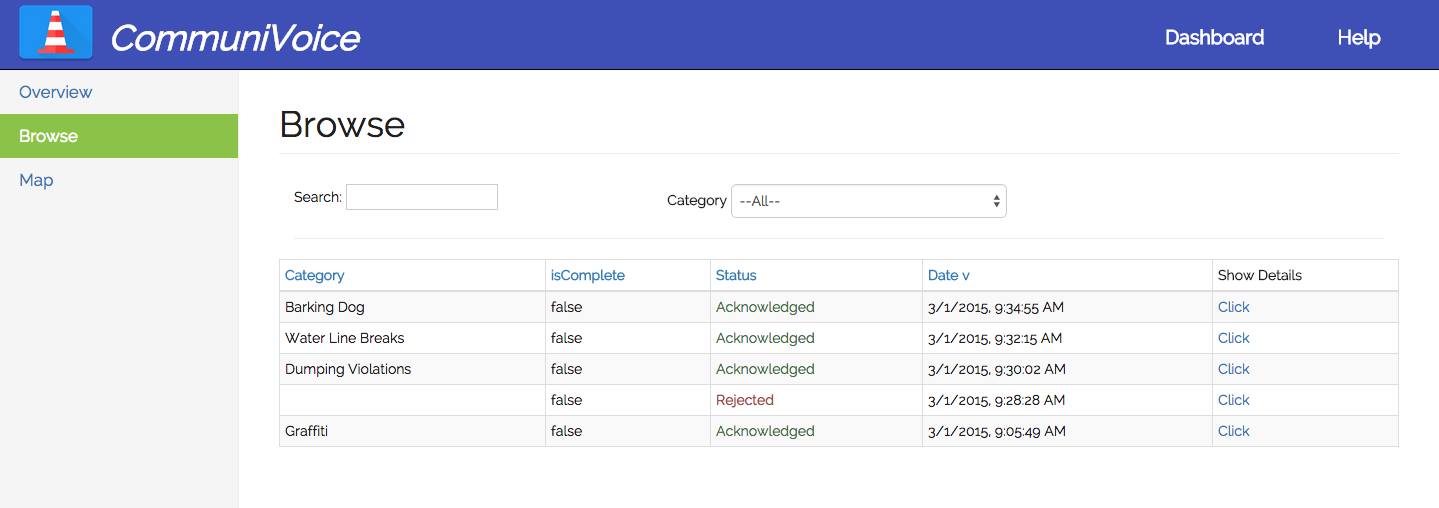 CommuniVoice Dashboard Help
Overview
Browse
Map
Browse
Search: Category --All--
Category isComplete Status Date v Show Details
Barking Dog false Acknowledged 3/1/2015, 9:34:55 AM Click
Water Line Breaks false Acknowledged 3/1/2015, 9:32:15 AM Click
Dumping Violations false Acknowledged 3/1/2015, 9:30:02 AM Click
false Rejected 3/1/2015, 9:28:28 AM Click
Graffiti false Acknowledged 3/1/2015, 9:05:49 AM Click